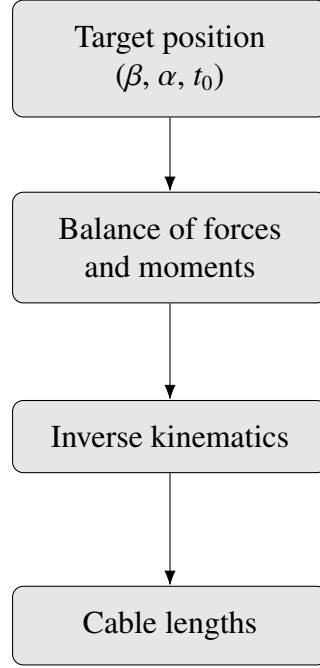 Target position
(β, α, t₀)
Balance of forces
and moments
Inverse kinematics
Cable lengths